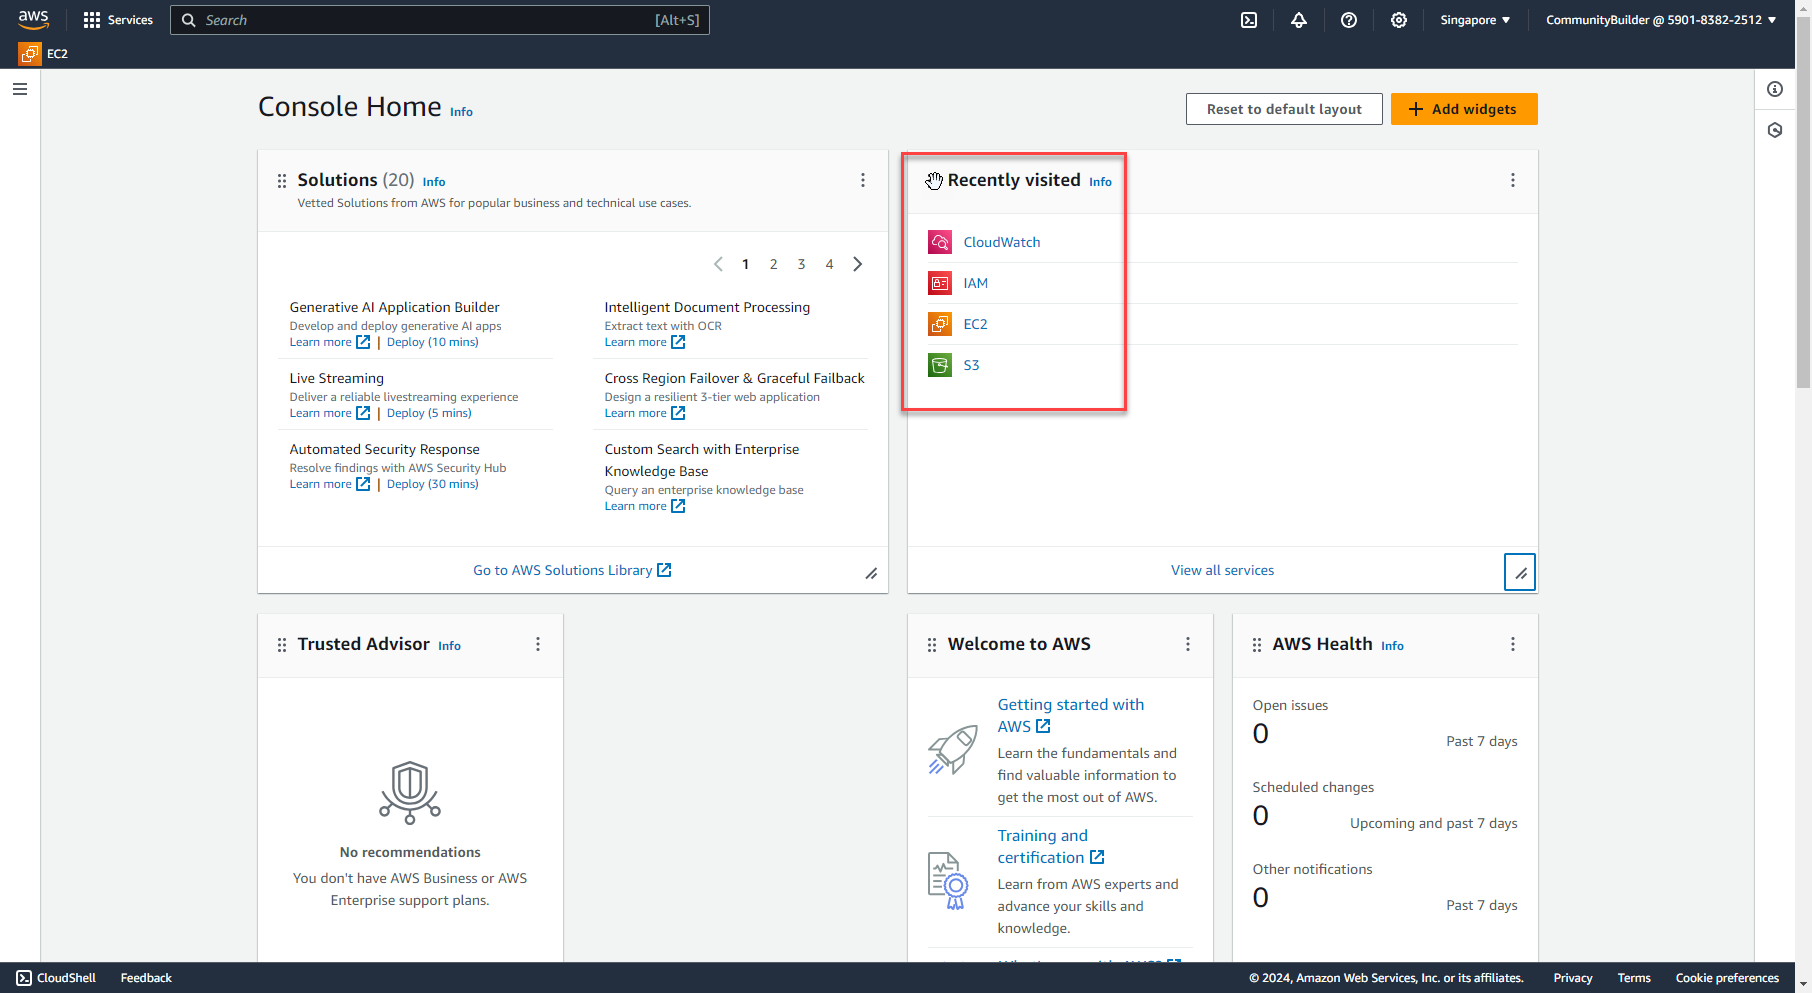 aws
Services
Search
[Alt+S]
Singapore ▼
CommunityBuilder @ 5901-8382-2512 ▼
EC2
Console Home Info
Reset to default layout
Add widgets
Solutions (20) Info
Vetted Solutions from AWS for popular business and technical use cases.
1 2 3 4
Generative AI Application Builder
Develop and deploy generative AI apps
Learn more | Deploy (10 mins)
Intelligent Document Processing
Extract text with OCR
Learn more
Live Streaming
Deliver a reliable livestreaming experience
Learn more | Deploy (5 mins)
Cross Region Failover & Graceful Failback
Design a resilient 3-tier web application
Learn more
Automated Security Response
Resolve findings with AWS Security Hub
Learn more | Deploy (30 mins)
Custom Search with Enterprise
Knowledge Base
Query an enterprise knowledge base
Learn more
Go to AWS Solutions Library
Recently visited Info
CloudWatch
IAM
EC2
S3
View all services
Trusted Advisor Info
No recommendations
You don't have AWS Business or AWS
Enterprise support plans.
Welcome to AWS
Getting started with
AWS
Learn the fundamentals and
find valuable information to
get the most out of AWS.
Training and
certification
Learn from AWS experts and
advance your skills and
knowledge.
AWS Health Info
Open issues
0
Past 7 days
Scheduled changes
0
Upcoming and past 7 days
Other notifications
0
Past 7 days
CloudShell
Feedback
© 2024, Amazon Web Services, Inc. or its affiliates.
Privacy
Terms
Cookie preferences